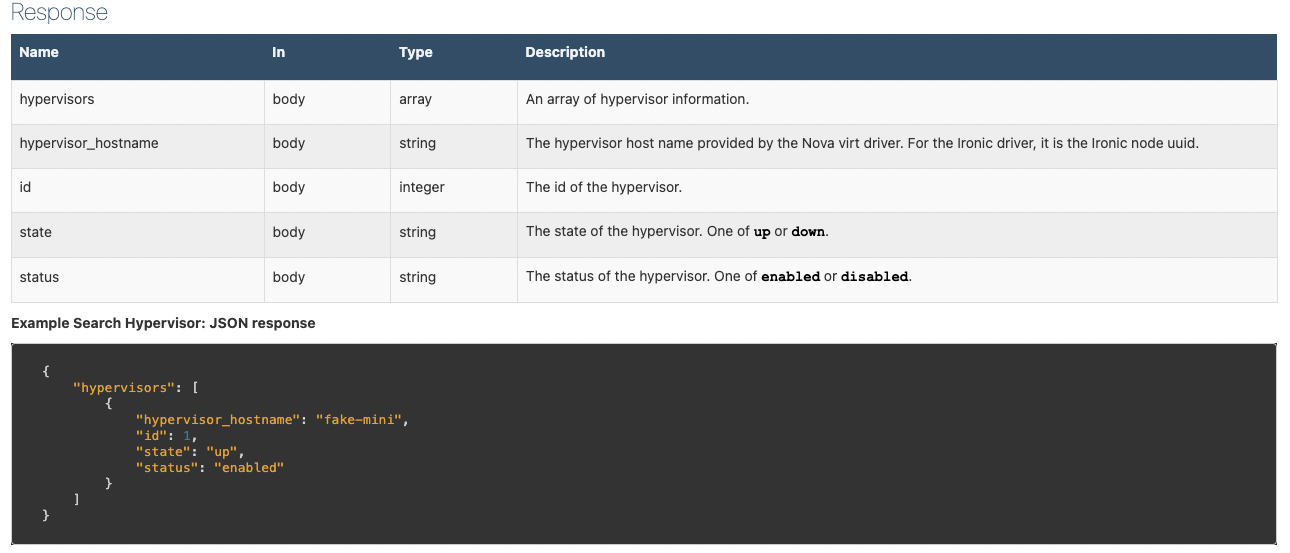 Response
Name In Type Description
hypervisors body array An array of hypervisor information.
hypervisor_hostname body string The hypervisor host name provided by the Nova virt driver. For the Ironic driver, it is the Ironic node uuid.
id body integer The id of the hypervisor.
state body string The state of the hypervisor. One of up or down.
status body string The status of the hypervisor. One of enabled or disabled.
Example Search Hypervisor: JSON response
{
    "hypervisors": [
        {
            "hypervisor_hostname": "fake-mini",
            "id": 1,
            "state": "up",
            "status": "enabled"
        }
    ]
}